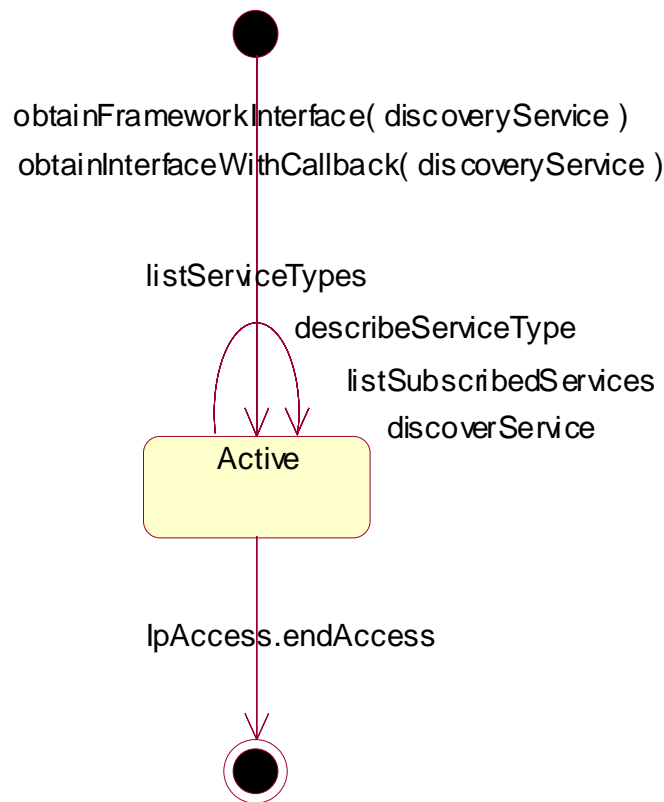 obtainFrameworkInterface( discoveryService )
obtainInterfaceWithCallback( discoveryService )
listServiceTypes
describeServiceType
listSubscribedServices
discoverService
Active
IpAccess.endAccess